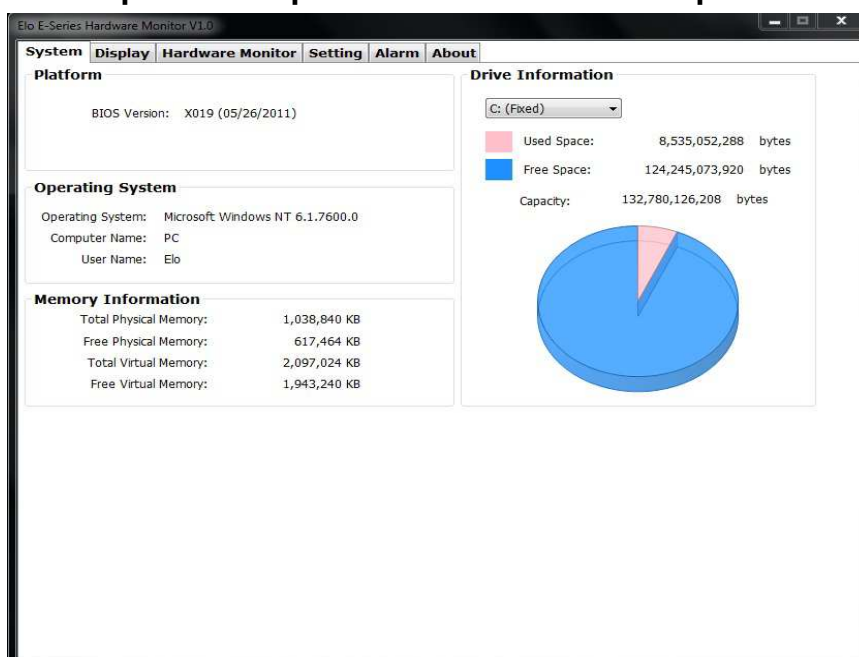 Elo E-Series Hardware Monitor V1.0
System Display Hardware Monitor Setting Alarm About
Platform
BIOS Version: X019 (05/26/2011)
Operating System
Operating System: Microsoft Windows NT 6.1.7600.0
Computer Name: PC
User Name: Elo
Memory Information
Total Physical Memory: 1,038,840 KB
Free Physical Memory: 617,464 KB
Total Virtual Memory: 2,097,024 KB
Free Virtual Memory: 1,943,240 KB
Drive Information
C: (Fixed)
Used Space: 8,535,052,288 bytes
Free Space: 124,245,073,920 bytes
Capacity: 132,780,126,208 bytes